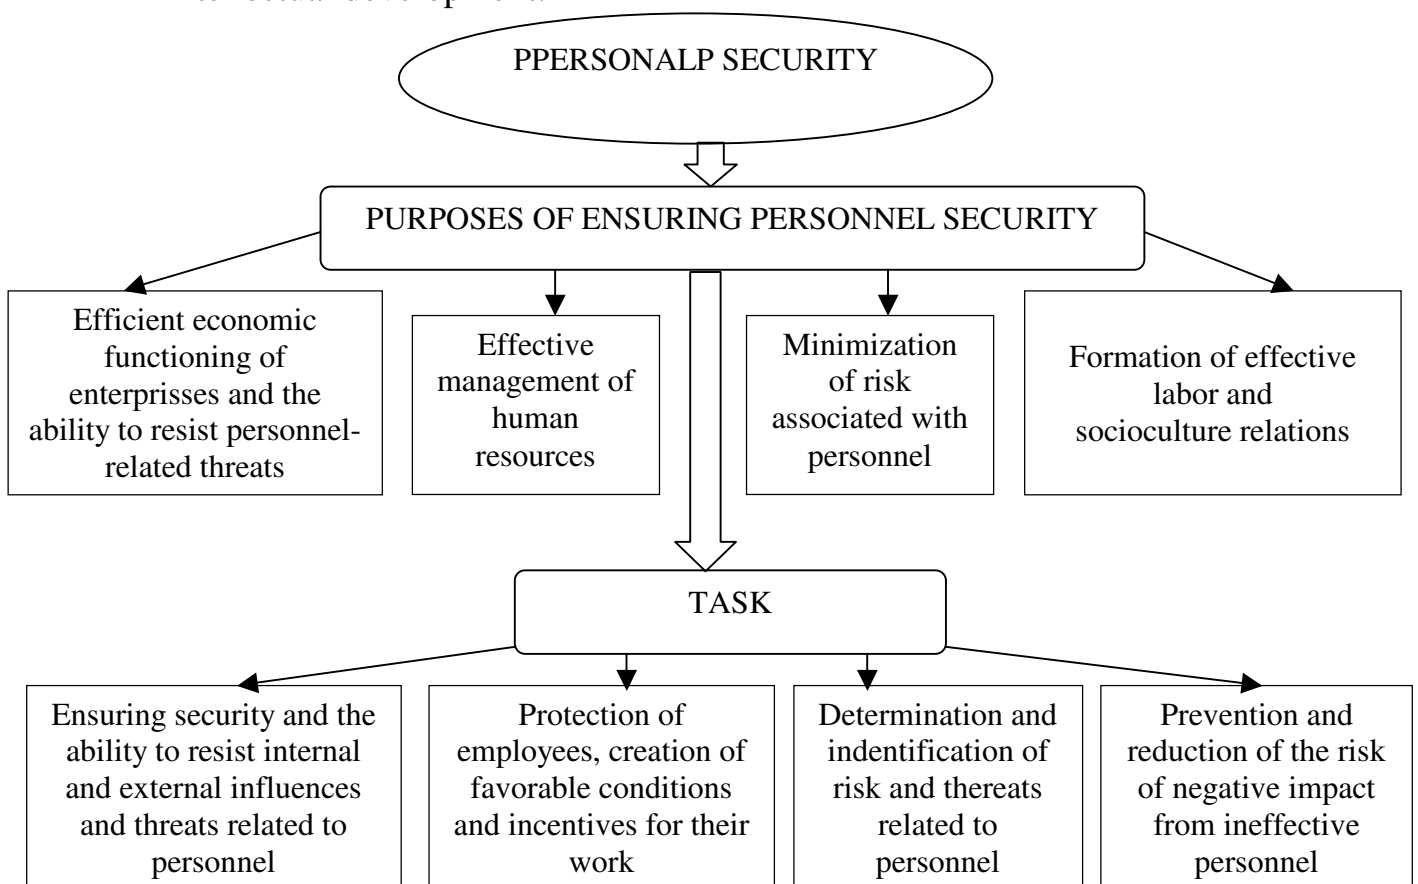 PPERSONALP SECURITY
PURPOSES OF ENSURING PERSONNEL SECURITY
Efficient economic
functioning of
enterprisses and the
ability to resist personnel-
related threats
Effective
management of
human
resources
Minimization
of risk
associated with
personnel
Formation of effective
labor and
socioculture relations
TASK
Ensuring security and the
ability to resist internal
and external influences
and threats related to
personnel
Protection of
employees, creation of
favorable conditions
and incentives for their
work
Determination and
indentification of
risk and thereats
related to
personnel
Prevention and
reduction of the risk
of negative impact
from ineffective
personnel